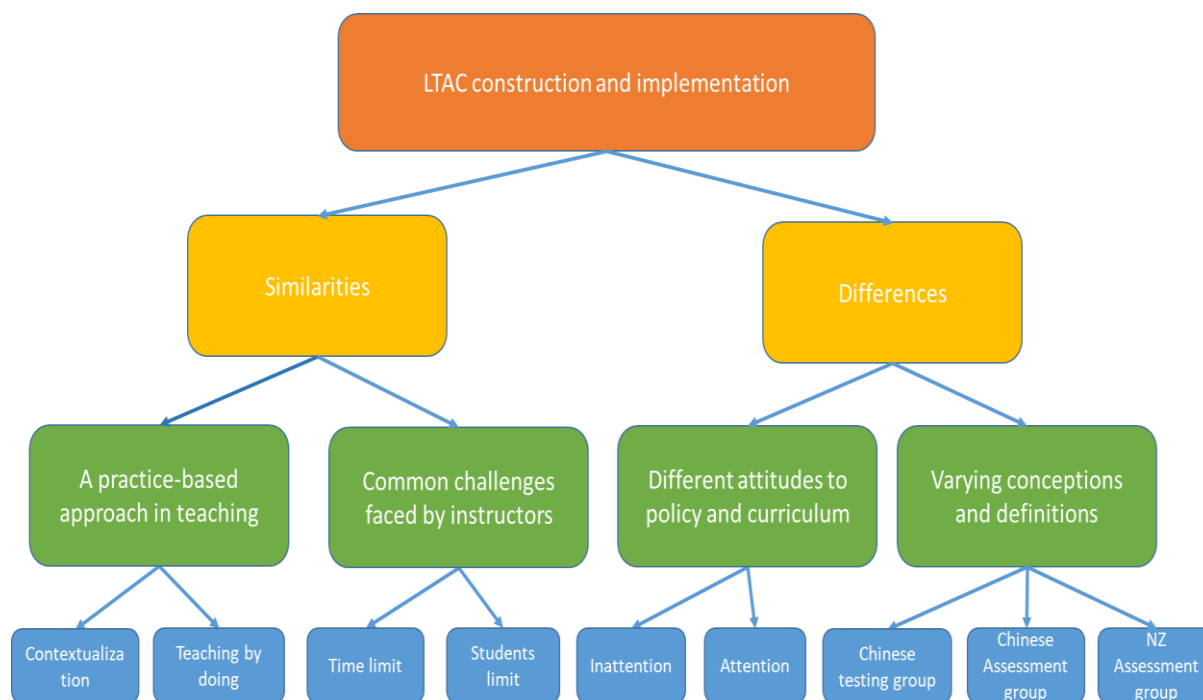 LTAC construction and implementation
Similarities
Differences
A practice-based
approach in teaching
Common challenges
faced by instructors
Different attitudes to
policy and curriculum
Varying conceptions
and definitions
Contextualiza
tion
Teaching by
doing
Time limit
Students
limit
Inattention
Attention
Chinese
testing group
Chinese
Assessment
group
NZ
Assessment
group